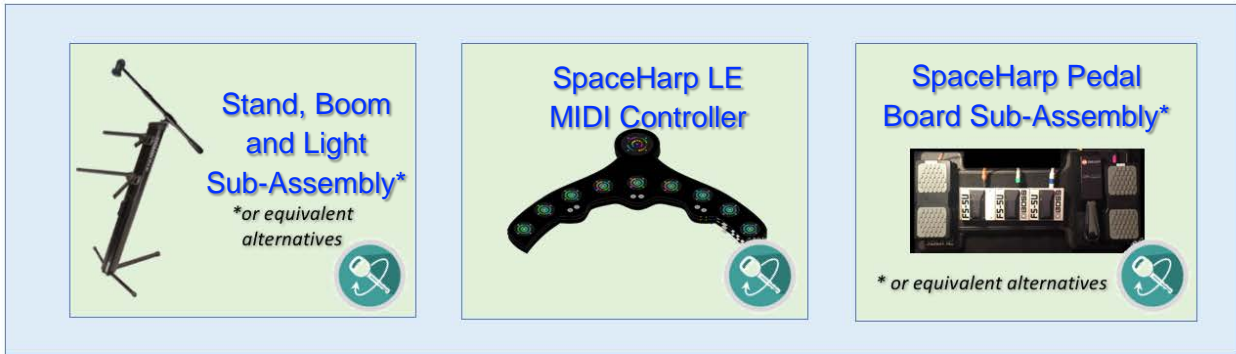 Stand, Boom
and Light
Sub-Assembly*
*or equivalent
alternatives
SpaceHarp LE
MIDI Controller
SpaceHarp Pedal
Board Sub-Assembly*
FS-5U
FS-5U
FS-5U
BOSS
* or equivalent alternatives